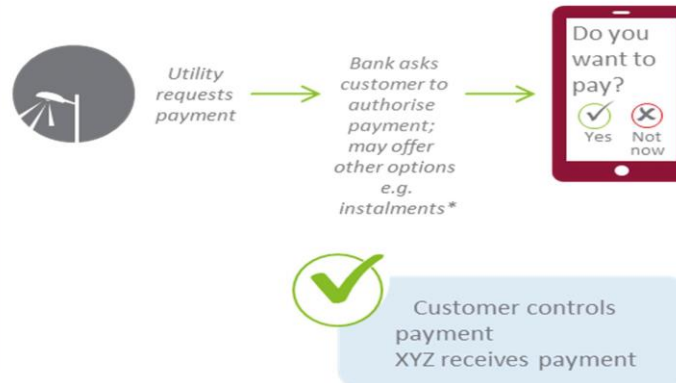 Utility
requests
payment
Bank asks
customer to
authorise
payment;
may offer
other options
e.g.
instalments*
Do you
want to
pay?
Yes
Not
now
Customer controls
payment
XYZ receives payment